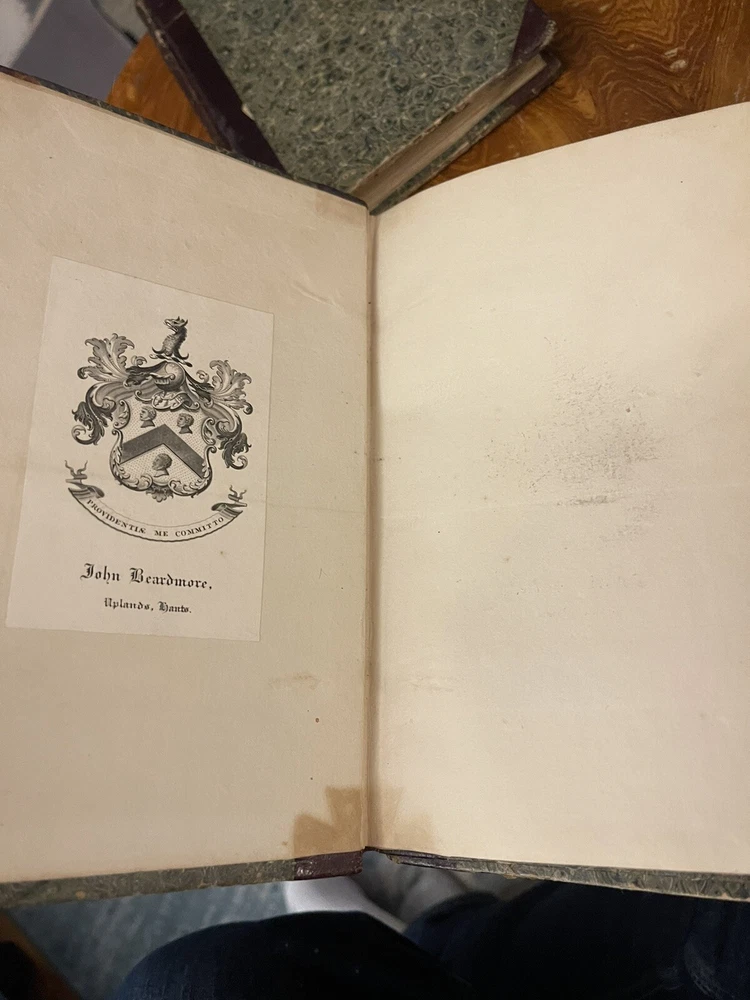 PROVIDENTIÆ ME COMMITTO
John Beardmore,
Uplands, Hants.